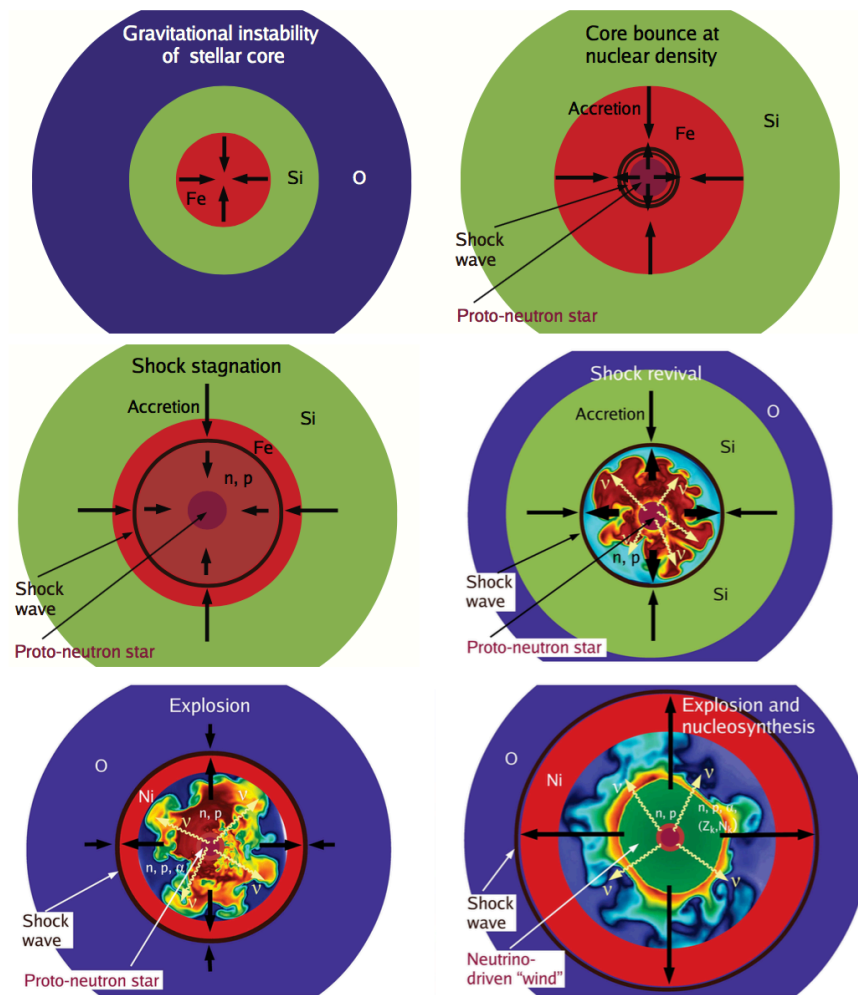 Gravitational instability
of stellar core
Fe
Si
O
Core bounce at
nuclear density
Accretion
Fe
Si
Shock
wave
Proto-neutron star
Shock stagnation
Accretion
Si
Fe
n, p
Shock
wave
Proto-neutron star
Shock revival
O
Accretion
Si
ν
ν
ν
ν
ν
n, p
Shock
wave
Si
Proto-neutron star
Explosion
O
Ni
n, p
ν
ν
n, p, α
ν
ν
Shock
wave
Proto-neutron star
Explosion and
nucleosynthesis
O
Ni
ν
ν
n, p
n, p,
(Zk,Nk
ν
ν
Shock
wave
Neutrino-
driven "wind"